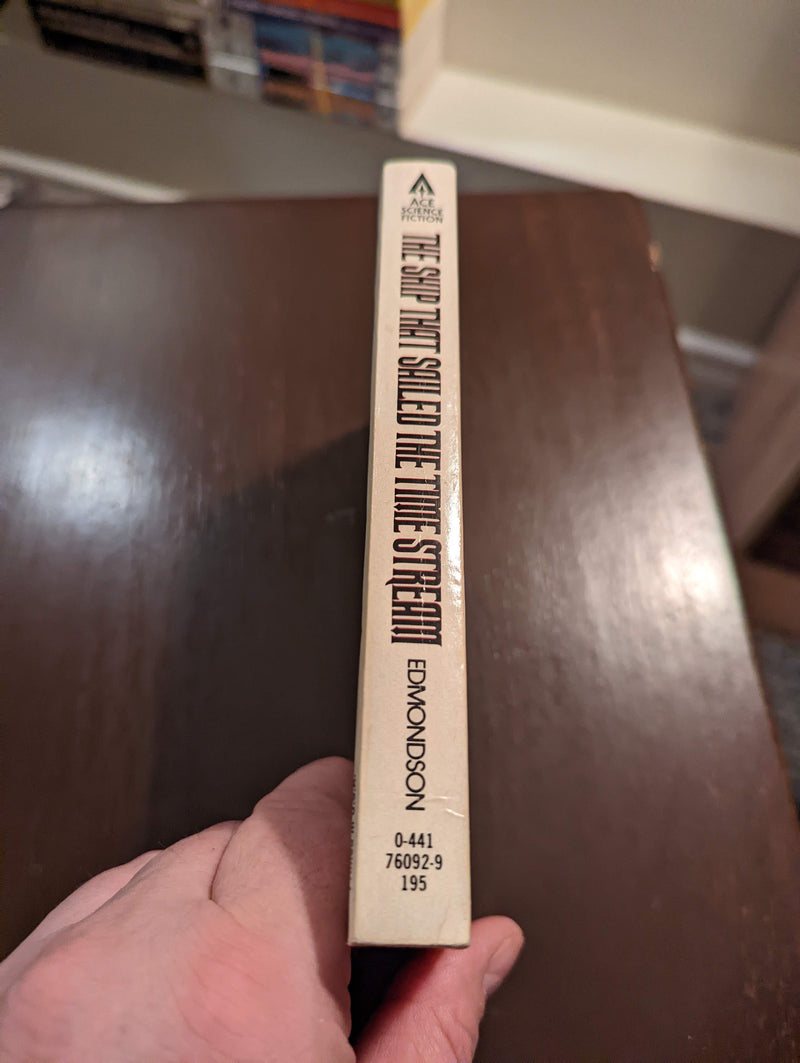 ACE
SCIENCE
FICTION
THE SHIP THAT SAILED THE TIME STREAM
EDMONDSON
0-441
76092-9
195